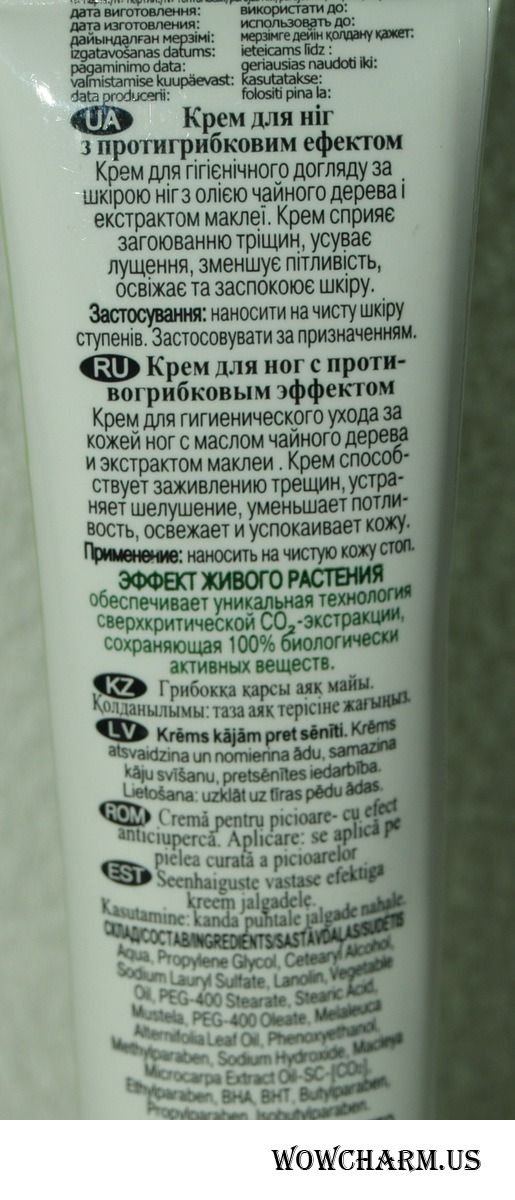 дата виготовлення: використати до:
дата изготовления: использовать до:
дайындалған мерзімі: мерзімге дейін қолдану қажет:
izgatavošanas datums: ieteicams līdz :
pagaminimo data: geriausias naudoti iki:
valmistamise kuupäevast: kasutatakse:
data producerii: folositi pina la:
UA Крем для ніг
з протигрибковим ефектом
Крем для гігієнічного догляду за
шкірою ніг з олією чайного дерева і
екстрактом маклеї. Крем сприяє
загоюванню тріщин, усуває
лущення, зменшує пітливість,
освіжає та заспокоює шкіру.
Застосування: наносити на чисту шкіру
ступенів. Застосовувати за призначенням.
RU Крем для ног с проти-
вогрибковым эффектом
Крем для гигиенического ухода за
кожей ног с маслом чайного дерева
и экстрактом маклеи . Крем способ-
ствует заживлению трещин, устра-
няет шелушение, уменьшает потли-
вость, освежает и успокаивает кожу.
Применение: наносить на чистую кожу стоп.
ЭФФЕКТ ЖИВОГО РАСТЕНИЯ
обеспечивает уникальная технология
сверхкритической CO₂-экстракции,
сохраняющая 100% биологически
активных веществ.
KZ Грибокқа қарсы аяқ майы.
Қолданылымы: таза аяқ терісіне жағыңыз.
LV Krēms kājām pret sēnīti. Krēms
atsvaidzina un nomierina ādu, samazina
kāju svīšanu, pretsēnītes iedarbība.
Lietošana: uzklāt uz tīras pēdu ādas.
ROM Cremă pentru picioare- cu efect
anticiupercă. Aplicare: se aplică pe
pielea curată a picioarelor
EST Seenhaiguste vastase efektiga
kreem jalgadele.
Kasutamine: kanda puhtale jalgade nahale.
СКЛАД/СОСТАВ/INGREDIENTS/SASTĀVDAĻAS/SUDĖTIS
Aqua, Propylene Glycol, Cetearyl Alcohol,
Sodium Lauryl Sulfate, Lanolin, Vegetable
Oil, PEG-400 Stearate, Stearic Acid,
Mustela, PEG-400 Oleate, Melaleuca
Alternifolia Leaf Oil, Phenoxyethanol,
Methylparaben, Sodium Hydroxide, Macleya
Microcarpa Extract Oil-SC-[CO₂],
Ethylparaben, BHA, BHT, Butylparaben,
Propylparaben, Isobutylparaben,
WOWCHARM.US